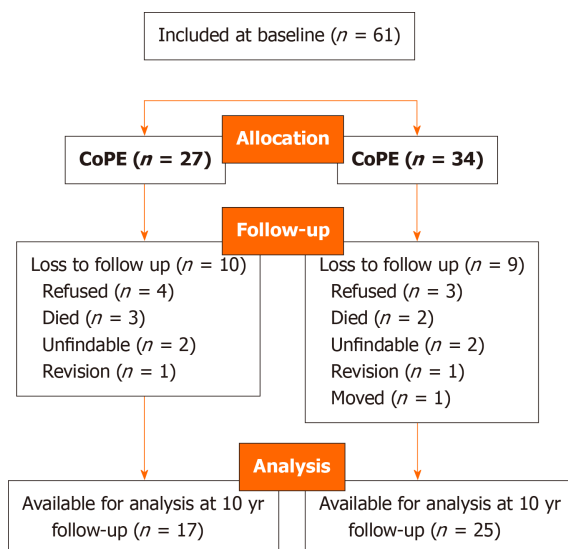 Included at baseline (n = 61)
Allocation
CoPE (n = 27)
CoPE (n = 34)
Follow-up
Loss to follow up (n = 10)
Refused (n = 4)
Died (n = 3)
Unfindable (n = 2)
Revision (n = 1)
Loss to follow up (n = 9)
Refused (n = 3)
Died (n = 2)
Unfindable (n = 2)
Revision (n = 1)
Moved (n = 1)
Analysis
Available for analysis at 10 yr
follow-up (n = 17)
Available for analysis at 10 yr
follow-up (n = 25)